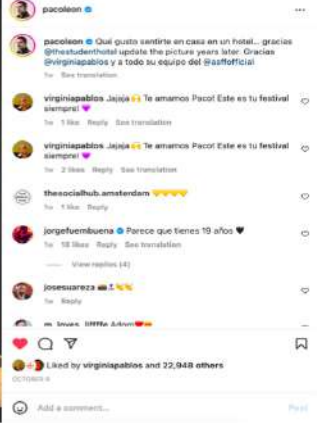 pacoleon
pacoleon Qué gusto sentirte en casa en un hotel... gracias
@thestudenthotel update the picture years later. Gracias
@virginiapablos y a todo su equipo del @asffofficial
1w See translation
virginiapablos Jajaja🙌 Te amamos Paco! Este es tu festival
siempre! 💜
1w 1 like Reply See translation
virginiapablos Jajaja🙌 Te amamos Paco! Este es tu festival
siempre! 💜
1w 2 likes Reply See translation
thesocialhub.amsterdam 💛💛💛💛
1w 1 like Reply
jorgefuembuena Parece que tienes 19 años 🖤
1w 18 likes Reply See translation
View replies (4)
josesuareza
1w Reply
Liked by virginiapablos and 22,948 others
OCTOBER
Add a comment...
Post